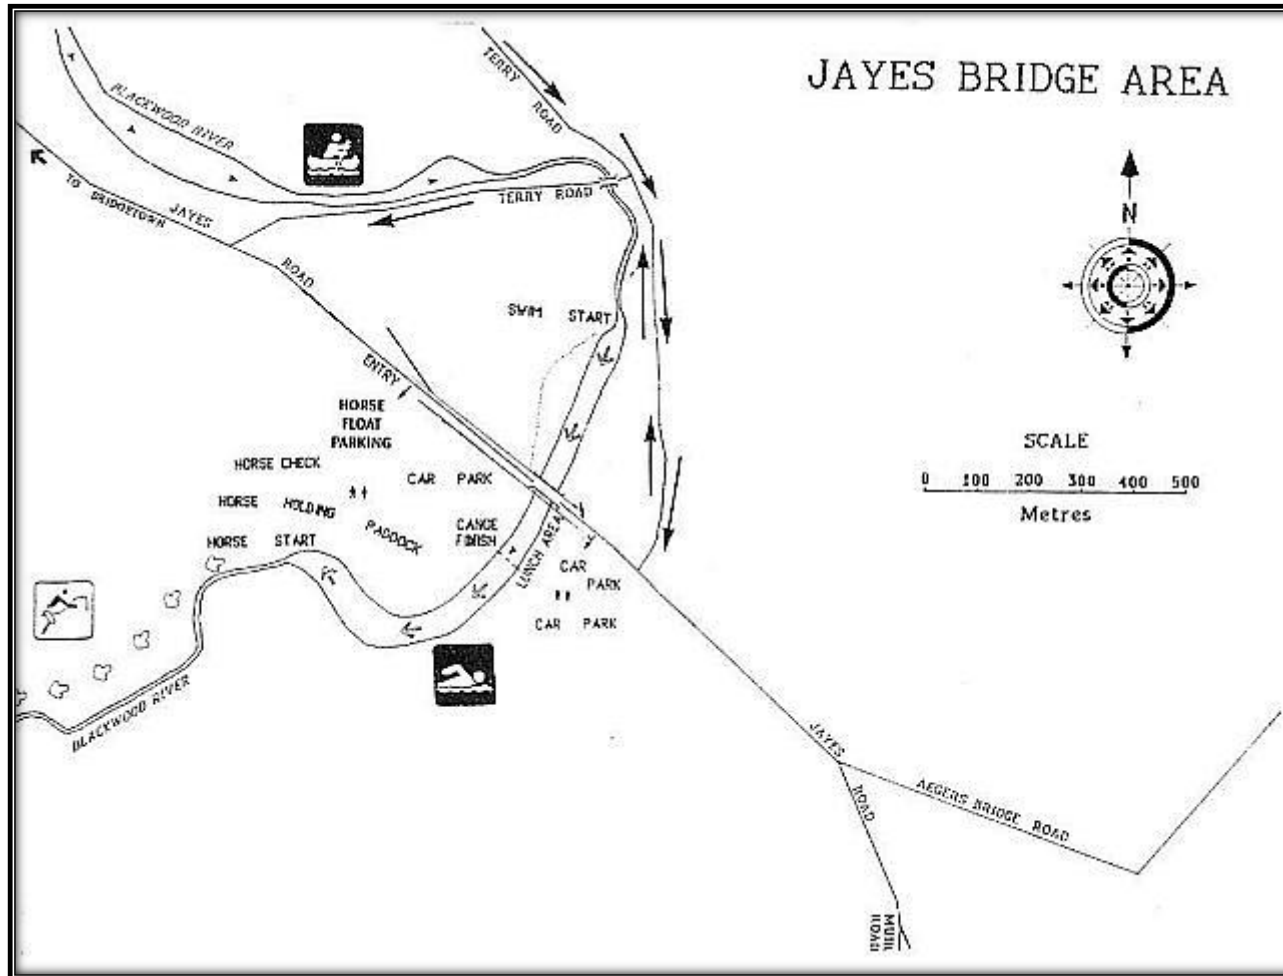 JAYES BRIDGE AREA
TERRY ROAD
BLACKWOOD RIVER
TO BRIDGETOWN
JAYES ROAD
TERRY ROAD
N
SWIM START
ENTRY
HORSE
FLOAT
PARKING
SCALE
0 100 200 300 400 500
Metres
HORSE CHECK
CAR PARK
HORSE HOLDING PADDOCK
CANOE
FINISH
LUNCH AREA
HORSE START
CAR PARK
CAR PARK
BLACKWOOD RIVER
JAYES ROAD
AEGERS BRIDGE ROAD
MUIR
ROAD